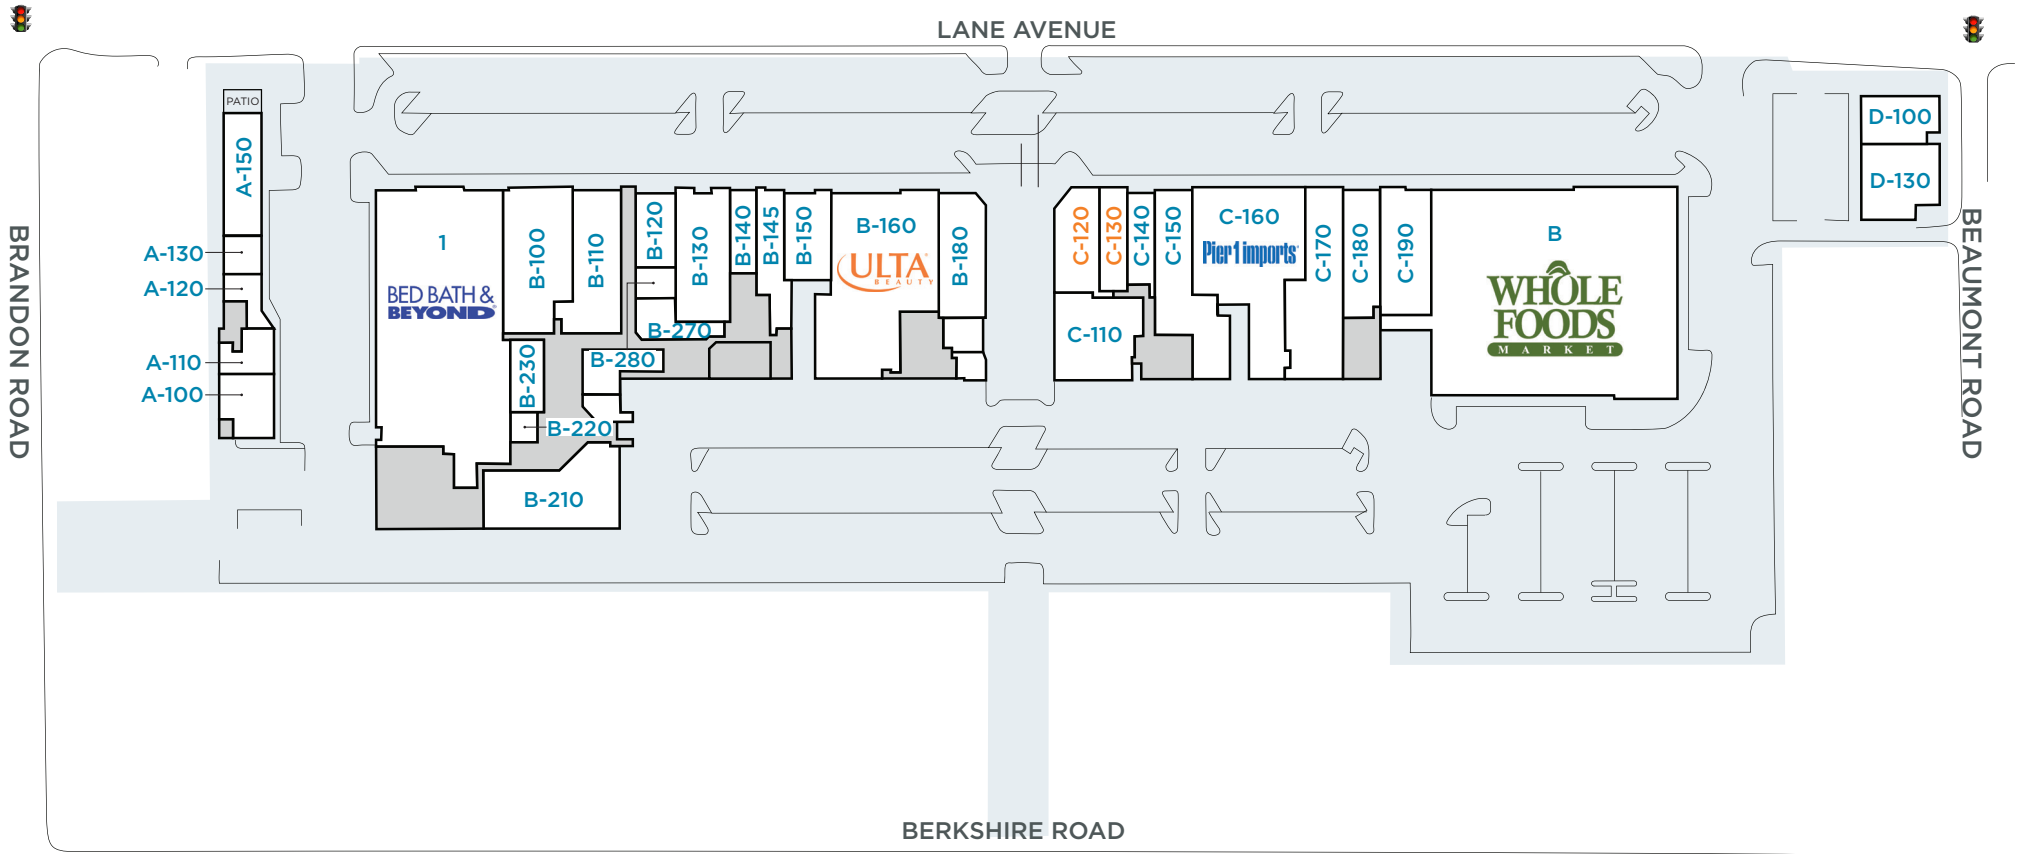 LANE AVENUE
PATIO
A-150
A-130
A-120
A-110
A-100
BRANDON ROAD
1
BED BATH &
BEYOND
B-100
B-110
B-120
B-130
B-140
B-145
B-150
B-160
ULTA
BEAUTY
B-180
B-270
B-280
B-230
B-220
B-210
C-120
C-130
C-140
C-150
C-160
Pier 1 imports
C-170
C-180
C-190
C-110
B
WHOLE
FOODS
MARKET
D-100
D-130
BEAUMONT ROAD
BERKSHIRE ROAD